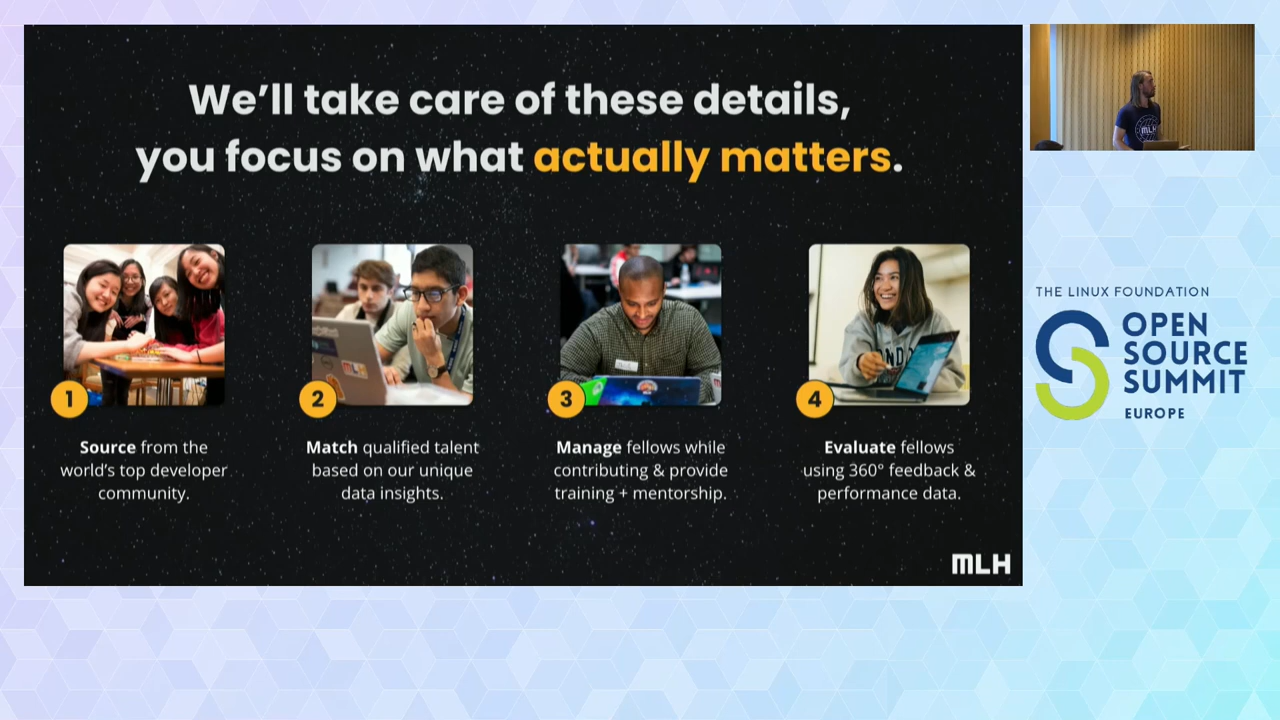 We'll take care of these details,
you focus on what actually matters.
1
Source from the
world's top developer
community.
2
Match qualified talent
based on our unique
data insights.
3
Manage fellows while
contributing & provide
training + mentorship.
4
Evaluate fellows
using 360° feedback &
performance data.
MLH
MLH
THE LINUX FOUNDATION
OPEN
SOURCE
SUMMIT
EUROPE